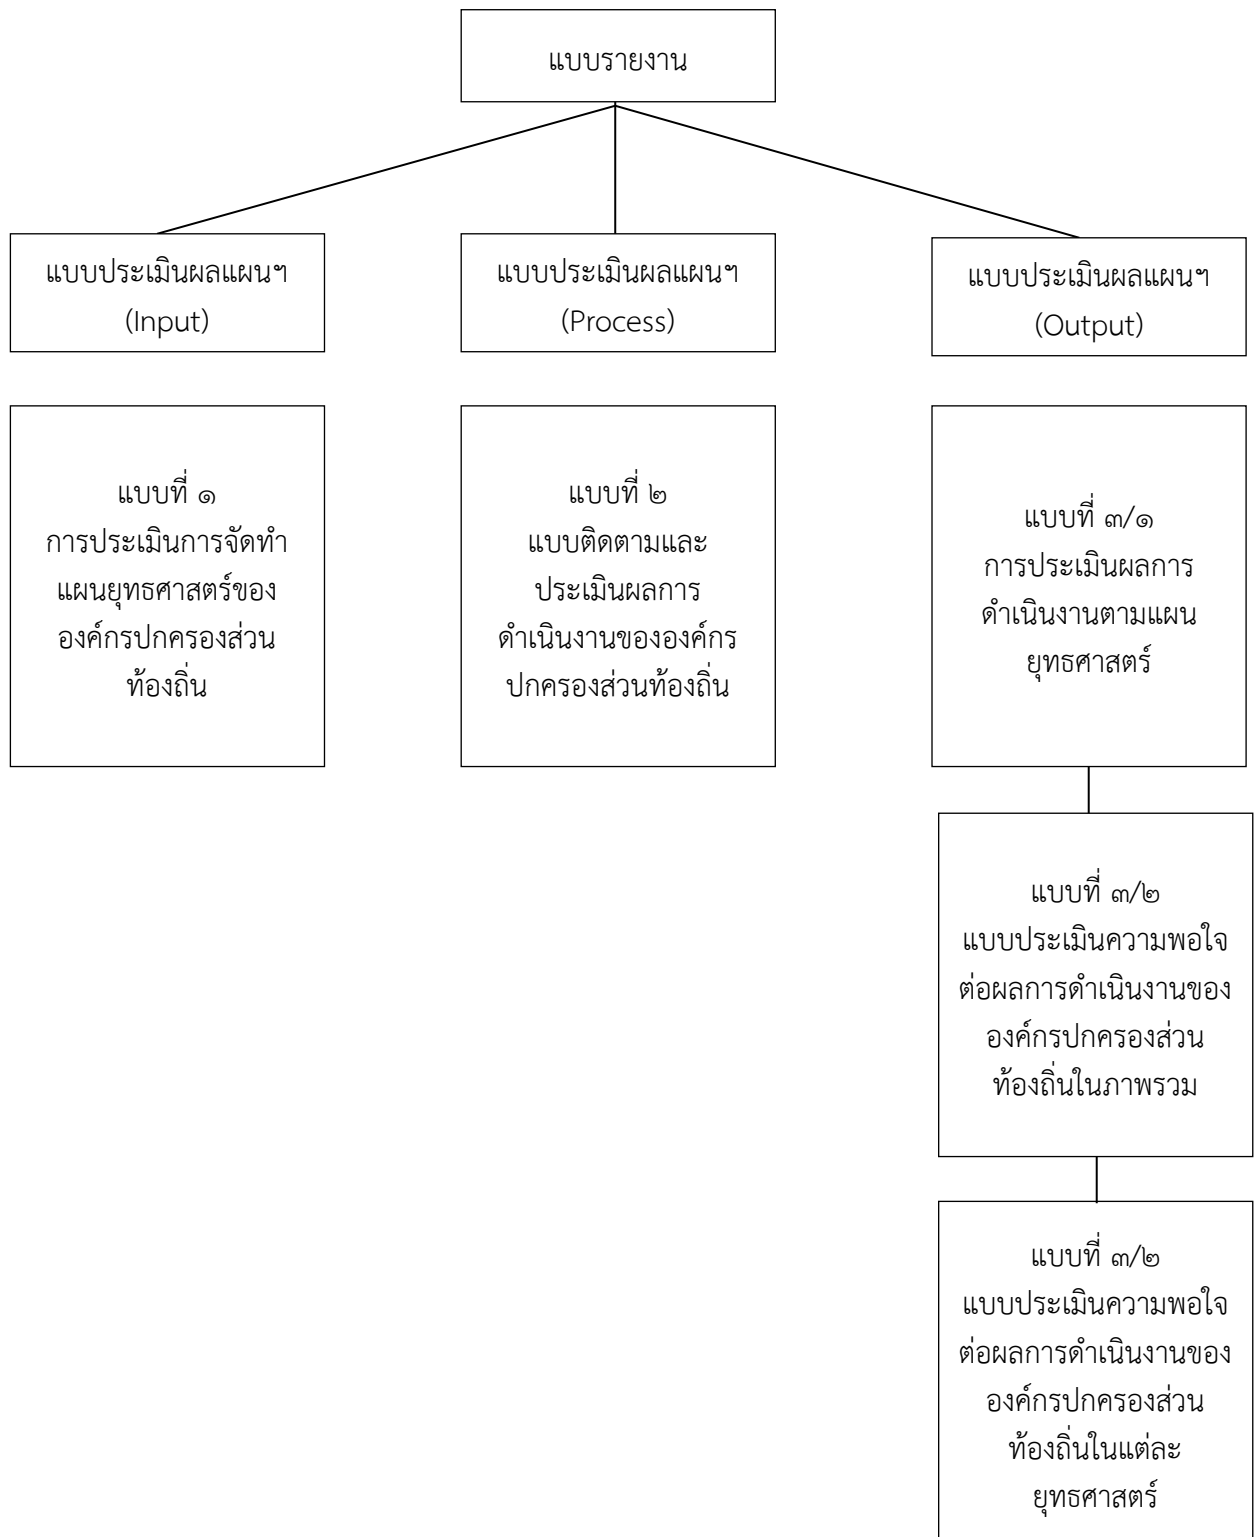 แบบรายงาน
แบบประเมินผลแผนฯ
(Input)
แบบประเมินผลแผนฯ
(Process)
แบบประเมินผลแผนฯ
(Output)
แบบที่ ๑
การประเมินการจัดทำ
แผนยุทธศาสตร์ของ
องค์กรปกครองส่วน
ท้องถิ่น
แบบที่ ๒
แบบติดตามและ
ประเมินผลการ
ดำเนินงานขององค์กร
ปกครองส่วนท้องถิ่น
แบบที่ ๓/๑
การประเมินผลการ
ดำเนินงานตามแผน
ยุทธศาสตร์
แบบที่ ๓/๒
แบบประเมินความพอใจ
ต่อผลการดำเนินงานของ
องค์กรปกครองส่วน
ท้องถิ่นในภาพรวม
แบบที่ ๓/๒
แบบประเมินความพอใจ
ต่อผลการดำเนินงานของ
องค์กรปกครองส่วน
ท้องถิ่นในแต่ละ
ยุทธศาสตร์